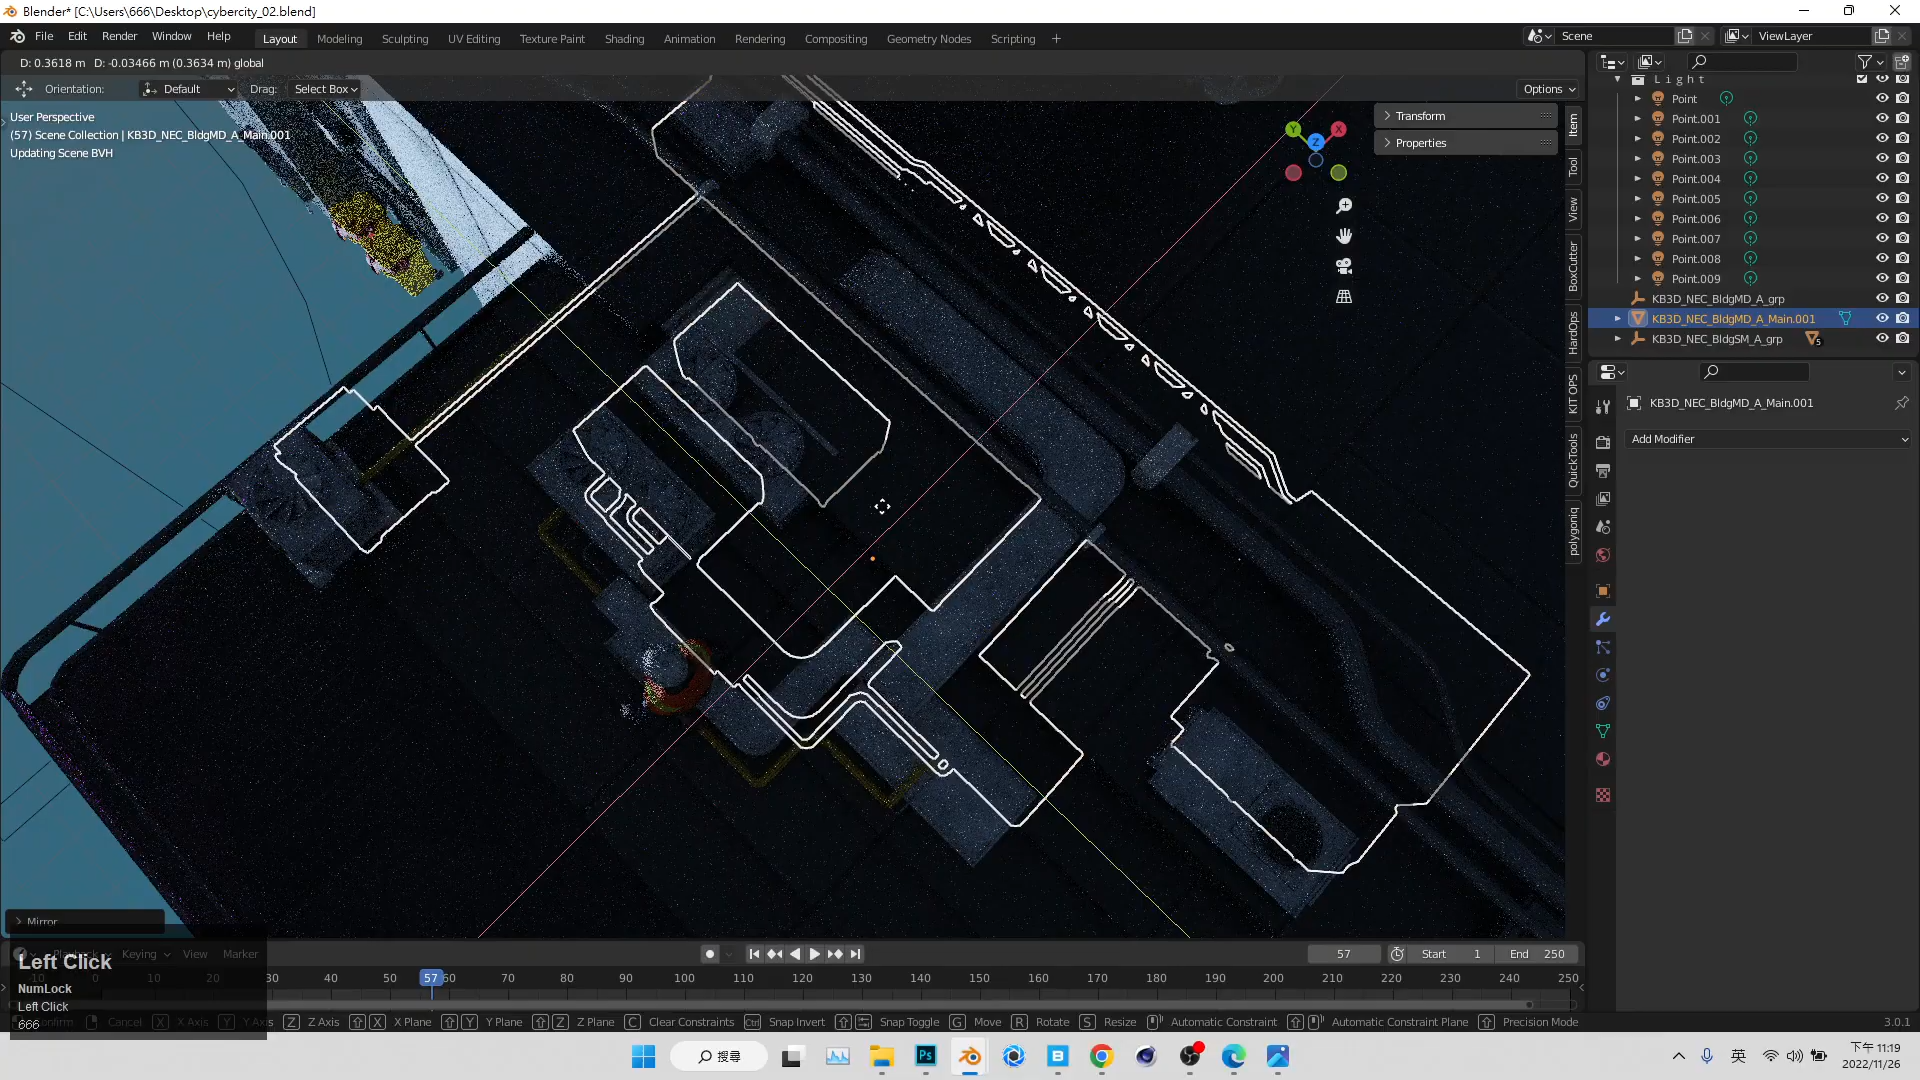 Blender* [C:\Users\666\Desktop\cybercity_02.blend]
File Edit Render Window Help Layout Modeling Sculpting UV Editing Texture Paint Shading Animation Rendering Compositing Geometry Nodes Scripting + Scene ViewLayer
D: 0.3618 m D: -0.03466 m (0.3634 m) global
Orientation: Default Drag: Select Box Options
User Perspective
(57) Scene Collection | KB3D_NEC_BldgMD_A_Main.001
Updating Scene BVH
Transform
Properties
Item
Tool
View
BoxCutter
HardOps
KIT OPS
QuickTools
polygoniq
X
Y
Z
Light
Point
Point.001
Point.002
Point.003
Point.004
Point.005
Point.006
Point.007
Point.008
Point.009
KB3D_NEC_BldgMD_A_grp
KB3D_NEC_BldgMD_A_Main.001
KB3D_NEC_BldgSM_A_grp 5
KB3D_NEC_BldgMD_A_Main.001
Add Modifier
Mirror
Playback Keying View Marker
57 Start 1 End 250
10 0 10 20 30 40 50 57 60 70 80 90 100 110 120 130 140 150 160 170 180 190 200 210 220 230 240 250
Left Click
NumLock
Left Click
666
Confirm Cancel X X Axis Y Y Axis Z Z Axis X X Plane Y Y Plane Z Z Plane C Clear Constraints Ctrl Snap Invert Snap Toggle G Move R Rotate S Resize Automatic Constraint Automatic Constraint Plane Precision Mode 3.0.1
搜尋 Ps 英 下午 11:19
2022/11/26